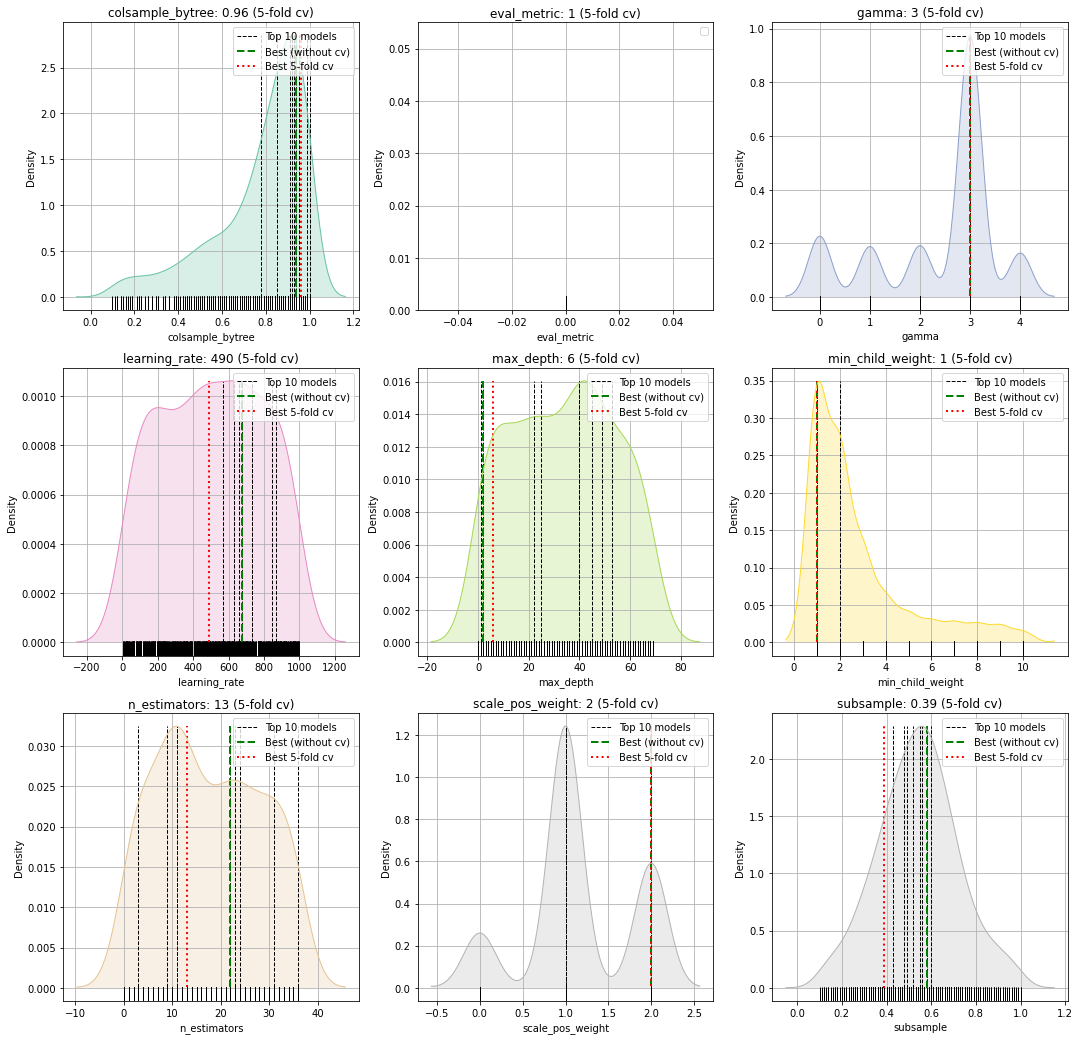 colsample_bytree: 0.96 (5-fold cv)
Top 10 models
Best (without cv)
Best 5-fold cv
Density
2.5
2.0
1.5
1.0
0.5
0.0
0.0 0.2 0.4 0.6 0.8 1.0 1.2
colsample_bytree
eval_metric: 1 (5-fold cv)
Density
0.05
0.04
0.03
0.02
0.01
0.00
−0.04 −0.02 0.00 0.02 0.04
eval_metric
gamma: 3 (5-fold cv)
Top 10 models
Best (without cv)
Best 5-fold cv
Density
1.0
0.8
0.6
0.4
0.2
0.0
0 1 2 3 4
gamma
learning_rate: 490 (5-fold cv)
Top 10 models
Best (without cv)
Best 5-fold cv
Density
0.0010
0.0008
0.0006
0.0004
0.0002
0.0000
−200 0 200 400 600 800 1000 1200
learning_rate
max_depth: 6 (5-fold cv)
Top 10 models
Best (without cv)
Best 5-fold cv
Density
0.016
0.014
0.012
0.010
0.008
0.006
0.004
0.002
0.000
−20 0 20 40 60 80
max_depth
min_child_weight: 1 (5-fold cv)
Top 10 models
Best (without cv)
Best 5-fold cv
Density
0.35
0.30
0.25
0.20
0.15
0.10
0.05
0.00
0 2 4 6 8 10
min_child_weight
n_estimators: 13 (5-fold cv)
Top 10 models
Best (without cv)
Best 5-fold cv
Density
0.030
0.025
0.020
0.015
0.010
0.005
0.000
−10 0 10 20 30 40
n_estimators
scale_pos_weight: 2 (5-fold cv)
Top 10 models
Best (without cv)
Best 5-fold cv
Density
1.2
1.0
0.8
0.6
0.4
0.2
0.0
−0.5 0.0 0.5 1.0 1.5 2.0 2.5
scale_pos_weight
subsample: 0.39 (5-fold cv)
Top 10 models
Best (without cv)
Best 5-fold cv
Density
2.0
1.5
1.0
0.5
0.0
0.0 0.2 0.4 0.6 0.8 1.0 1.2
subsample